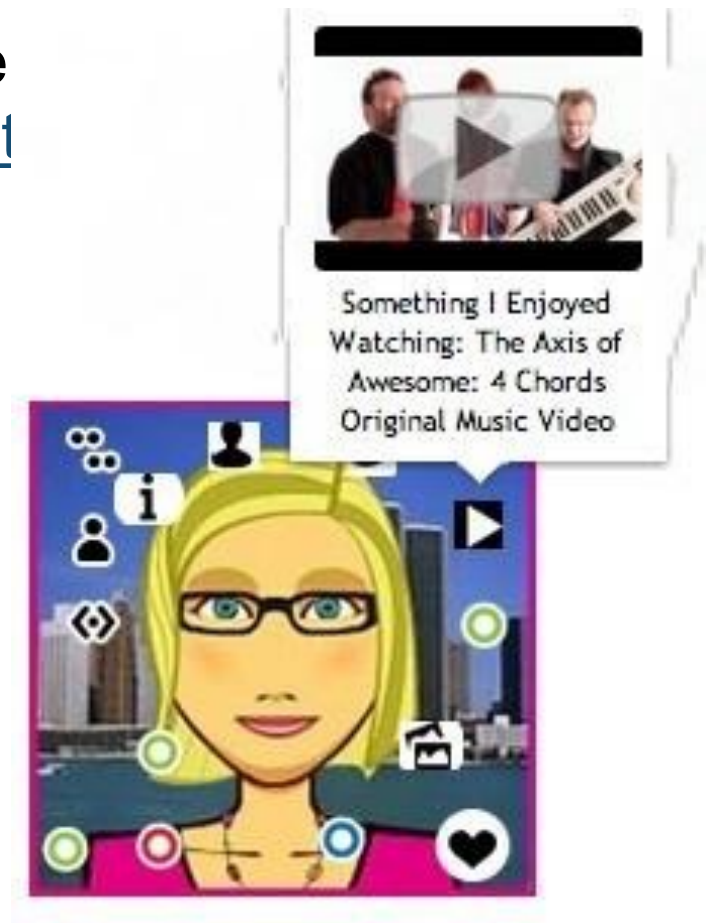 e
t
Something I Enjoyed
Watching: The Axis of
Awesome: 4 Chords
Original Music Video
i